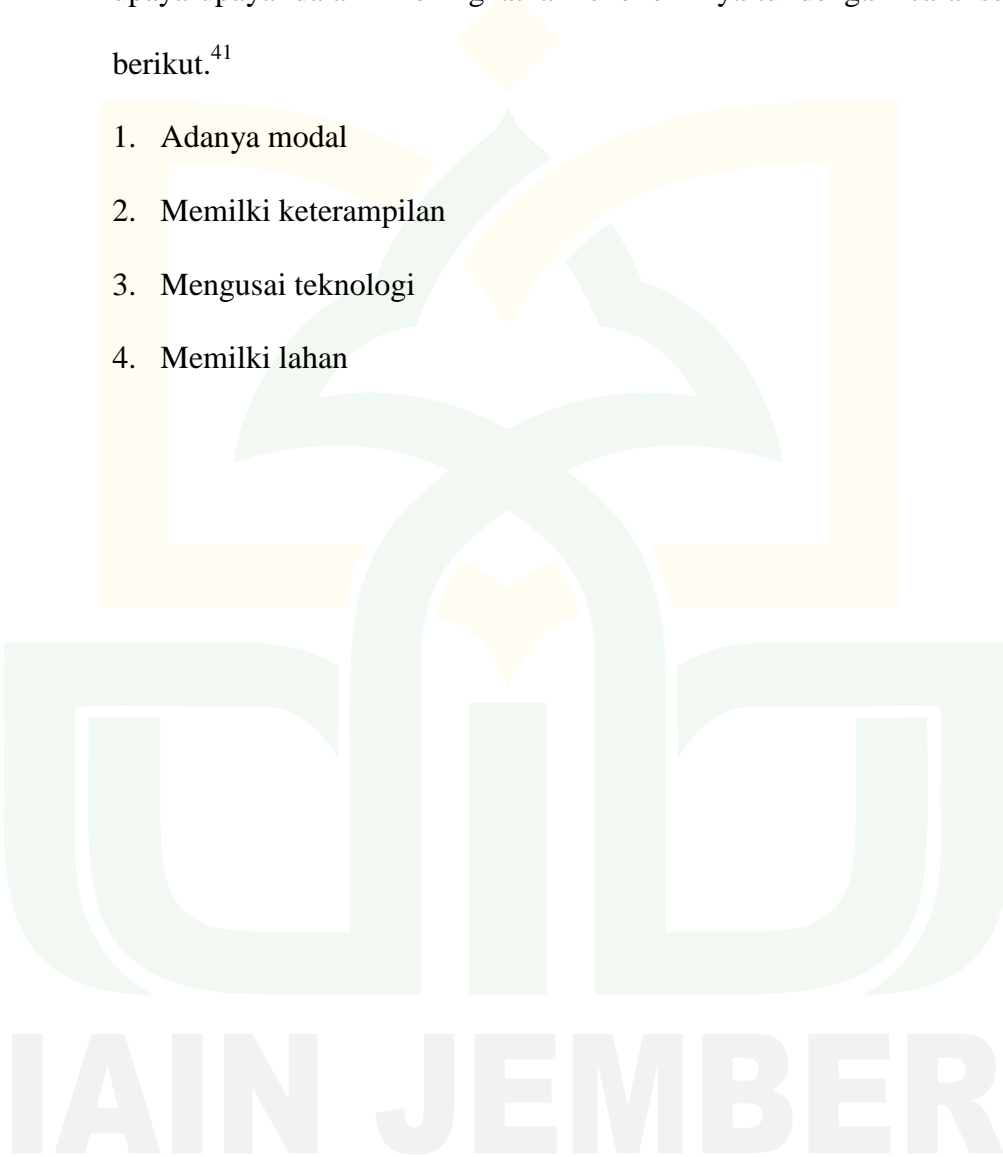 berikut.41
1. Adanya modal
2. Memilki keterampilan
3. Mengusai teknologi
4. Memilki lahan
IAIN JEMBER